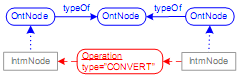 typeOf
typeOf
OntNode
OntNode
OntNode
IntmNode
Operation
type="CONVERT"
IntmNode